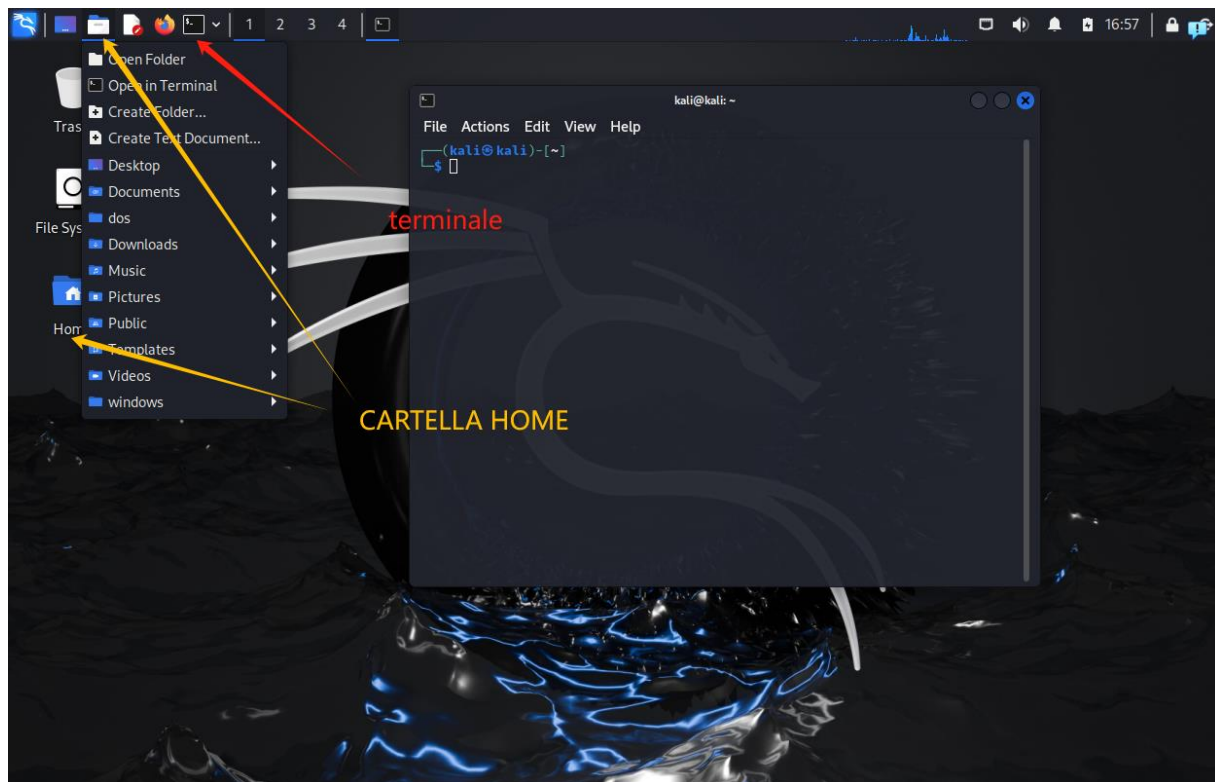 1 2 3 4
16:57
Open Folder
Open in Terminal
Create Folder...
Create Text Document...
Desktop
Documents
dos
Downloads
Music
Pictures
Public
Templates
Videos
windows
Tras
File Sys
Hom
kali@kali: ~
File Actions Edit View Help
(kali㉿kali)-[~]
$
terminale
CARTELLA HOME